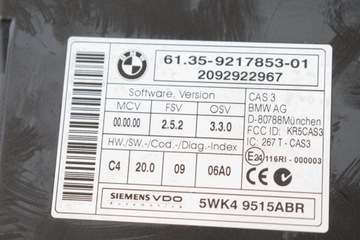 BMW
61.35-9217853-01
2092922967
Software, Version
MCV FSV OSV
00.00.00 2.5.2 3.3.0
HW./SW.-/Cod.-/Diag.-Index
C4 20.0 09 06A0
CAS 3
BMW AG
D-80788München
FCC ID: KR5CAS3
IC: 267 T - CAS3
E24 116RI-000003
SIEMENS VDO
5WK4 9515ABR